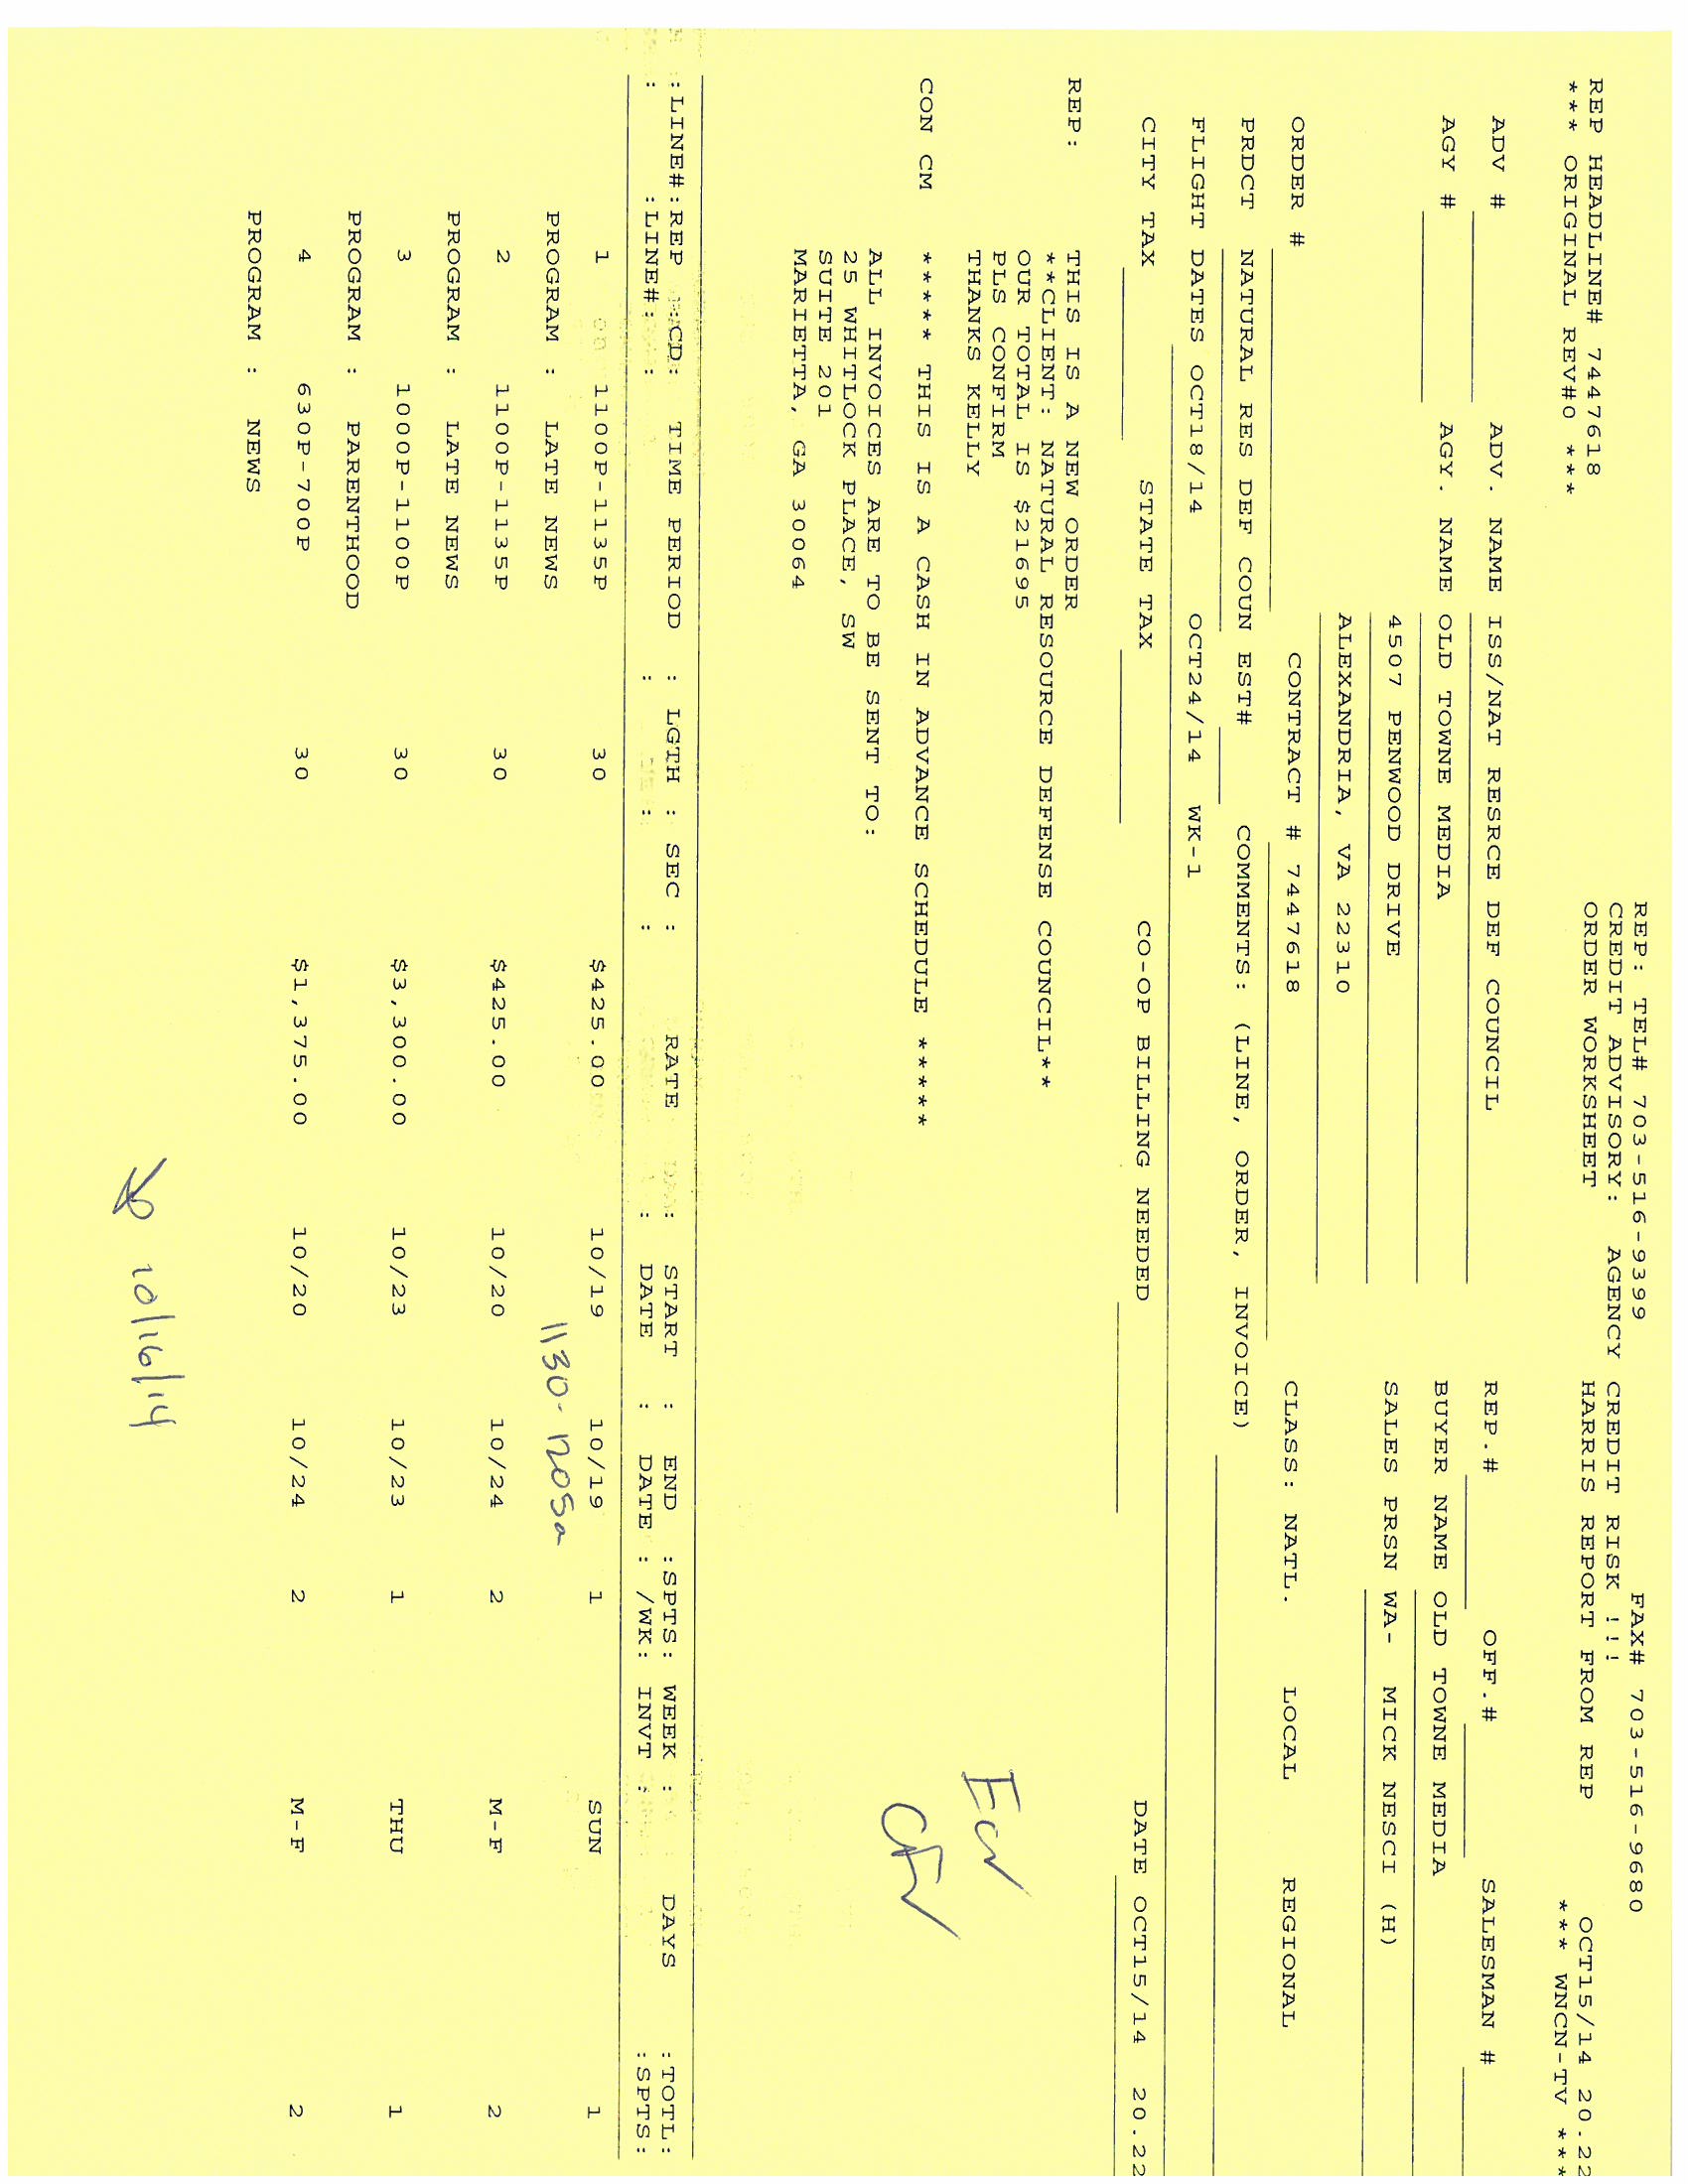 REP: TEL# 703-516-9399 FAX# 703-516-9680
CREDIT ADVISORY: AGENCY CREDIT RISK !!!
REP HEADLINE# 7447618 ORDER WORKSHEET HARRIS REPORT FROM REP OCT15/14 20.22
*** ORIGINAL REV#0 *** *** WNCN-TV ***
ADV # ADV. NAME ISS/NAT RESRCE DEF COUNCIL REP.# OFF.# SALESMAN #
AGY # AGY. NAME OLD TOWNE MEDIA BUYER NAME OLD TOWNE MEDIA
4507 PENWOOD DRIVE SALES PRSN WA- MICK NESCI (H)
ALEXANDRIA, VA 22310
ORDER # CONTRACT # 7447618 CLASS: NATL. LOCAL REGIONAL
PRDCT NATURAL RES DEF COUN EST# COMMENTS: (LINE, ORDER, INVOICE)
FLIGHT DATES OCT18/14 OCT24/14 WK-1
CITY TAX STATE TAX CO-OP BILLING NEEDED DATE OCT15/14 20.22
REP: THIS IS A NEW ORDER
**CLIENT: NATURAL RESOURCE DEFENSE COUNCIL**
OUR TOTAL IS $21695
PLS CONFIRM
THANKS KELLY
CON CM ***** THIS IS A CASH IN ADVANCE SCHEDULE *****
ALL INVOICES ARE TO BE SENT TO:
25 WHITLOCK PLACE, SW
SUITE 201
MARIETTA, GA 30064
:LINE#:REP :CD: TIME PERIOD : LGTH : SEC : RATE : START : END :SPTS: WEEK : DAYS :TOTL:
: :LINE#: : : : : : DATE : DATE : /WK: INVT : :SPTS:
1 1100P-1135P 30 $425.00 10/19 10/19 1 SUN 1
PROGRAM : LATE NEWS 1130-1205a
2 1100P-1135P 30 $425.00 10/20 10/24 2 M-F 2
PROGRAM : LATE NEWS
3 1000P-1100P 30 $3,300.00 10/23 10/23 1 THU 1
PROGRAM : PARENTHOOD
4 630P-700P 30 $1,375.00 10/20 10/24 2 M-F 2
PROGRAM : NEWS
10/16/14